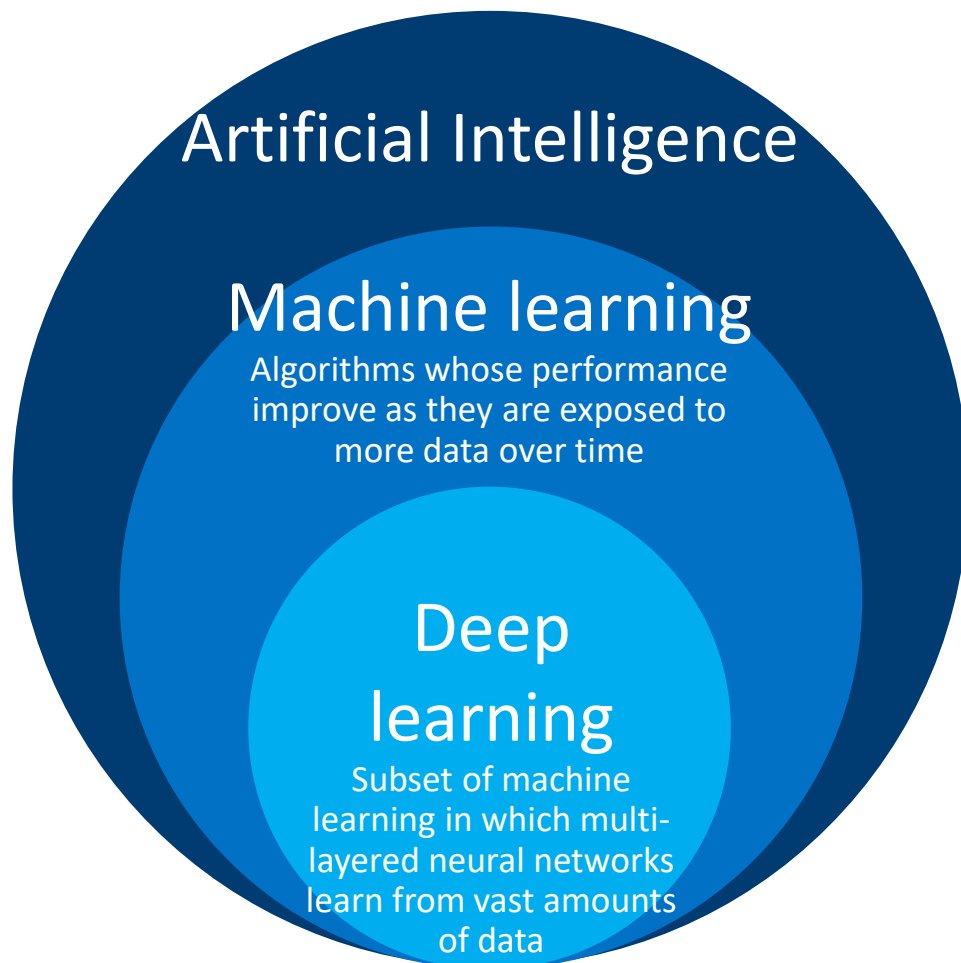 Artificial Intelligence
Machine learning
Algorithms whose performance
improve as they are exposed to
more data over time
Deep
learning
Subset of machine
learning in which multi-
layered neural networks
learn from vast amounts
of data